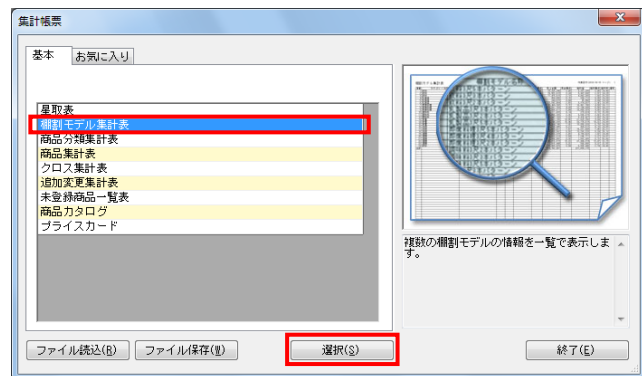 集計帳票
基本
お気に入り
星取表
棚割モデル集計表
商品分類集計表
商品集計表
クロス集計表
追加変更集計表
未登録商品一覧表
商品カタログ
プライスカード
複数の棚割モデルの情報を一覧で表示しま
す。
ファイル読込(R)
ファイル保存(W)
選択(S)
終了(E)